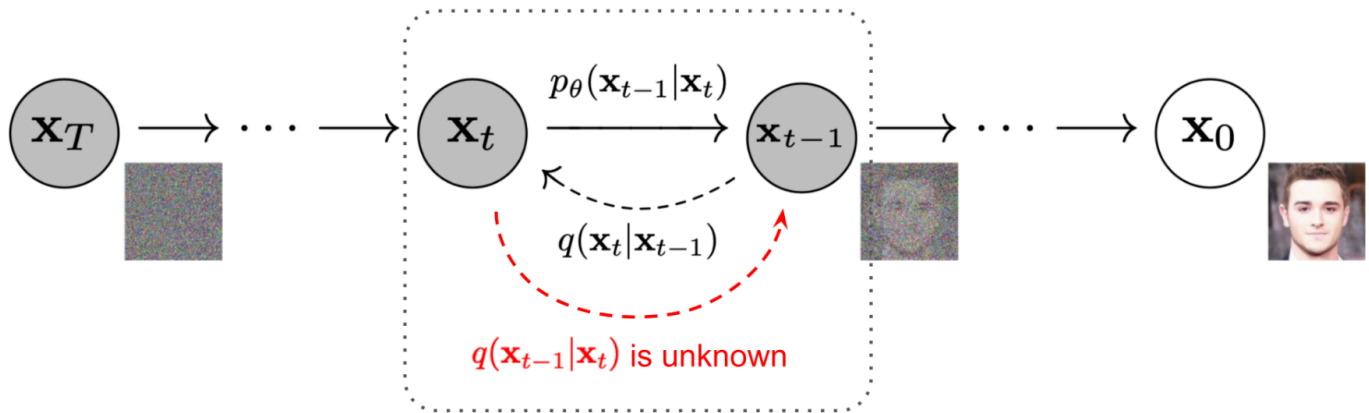 p_θ(𝐱_{t−1}|𝐱_t)
𝐱_T → ··· → 𝐱_t → 𝐱_{t−1} → ··· → 𝐱_0
q(𝐱_t|𝐱_{t−1})
q(𝐱_{t−1}|𝐱_t) is unknown